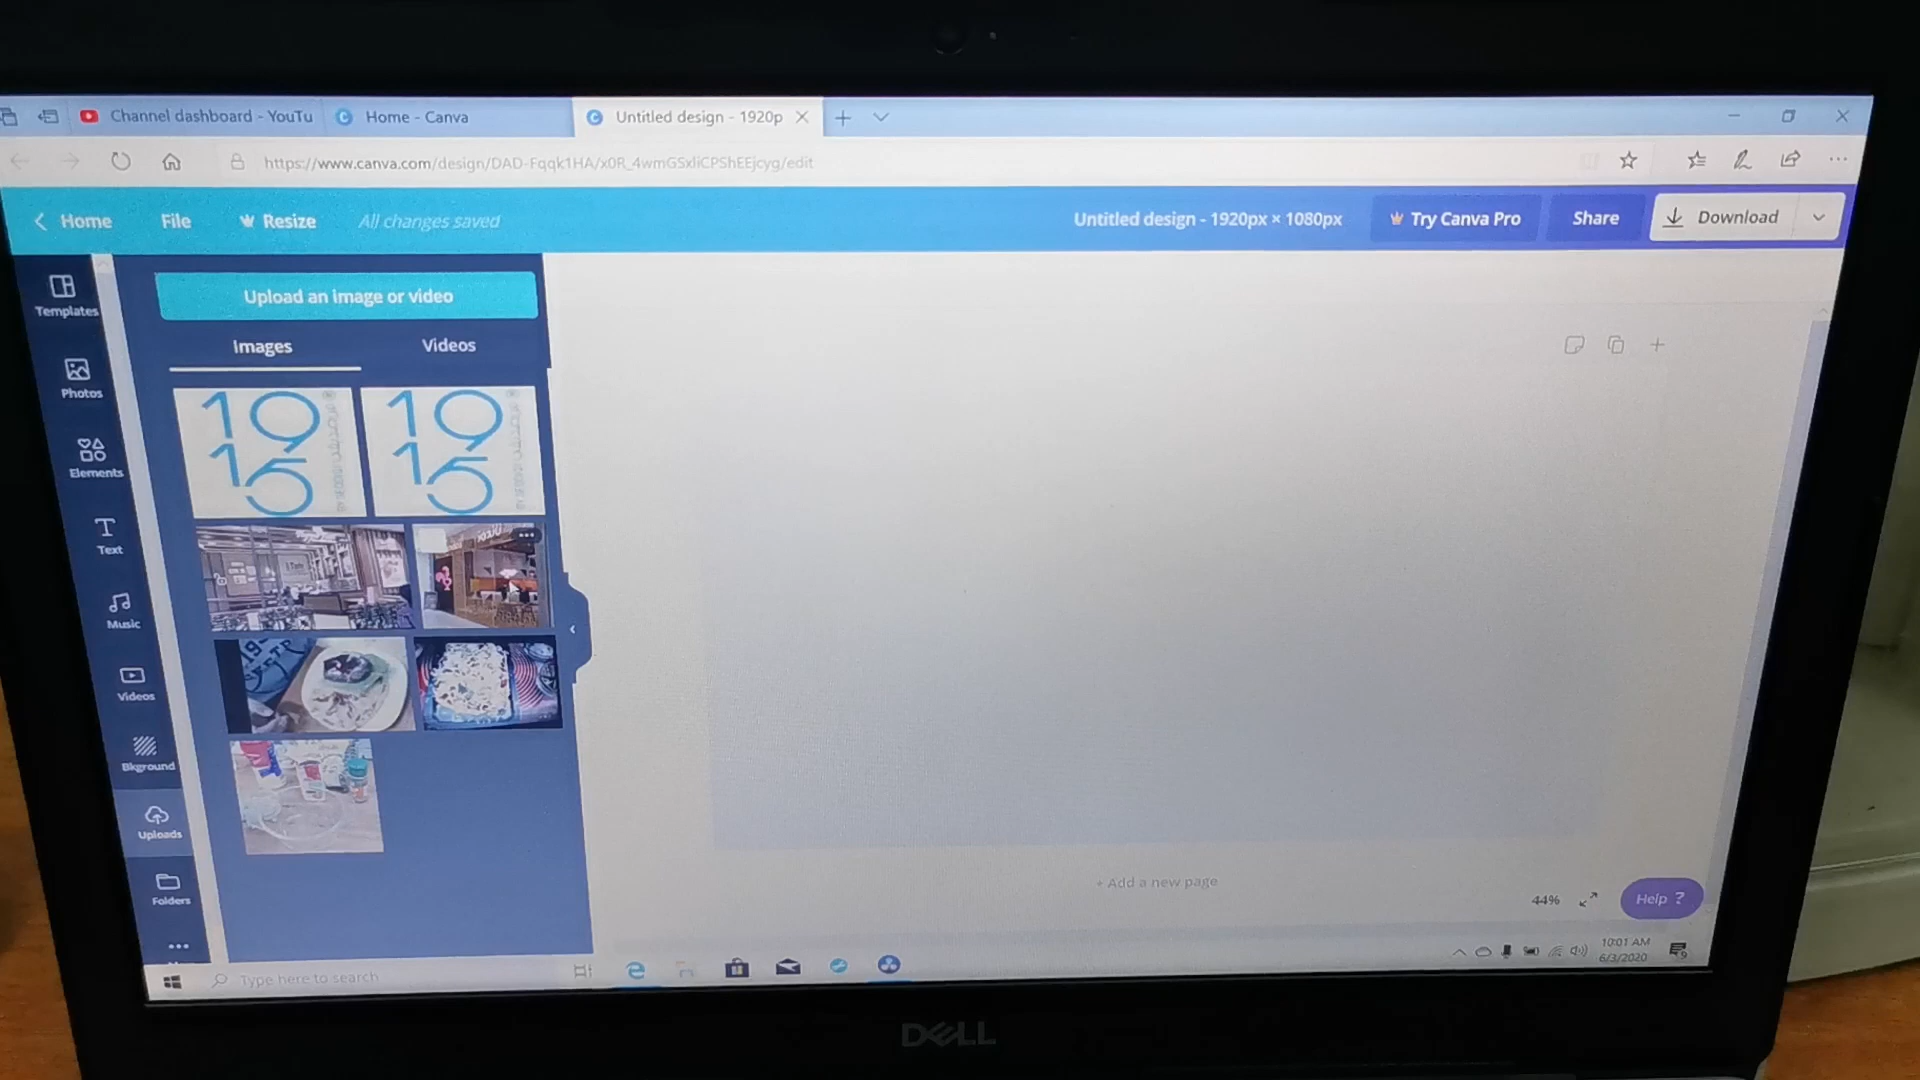 Channel dashboard - YouTu
Home - Canva
Untitled design - 1920p
https://www.canva.com/design/DAD-Fqqk1HA/x0R_4wmGSxliCPShEEjcyg/edit
Home
File
Resize
All changes saved
Untitled design - 1920px × 1080px
Try Canva Pro
Share
Download
Templates
Photos
Elements
Text
Music
Videos
Bkground
Uploads
Folders
Upload an image or video
Images
Videos
19
15
19
15
+ Add a new page
44%
Help ?
Type here to search
10:01 AM
6/3/2020
DELL